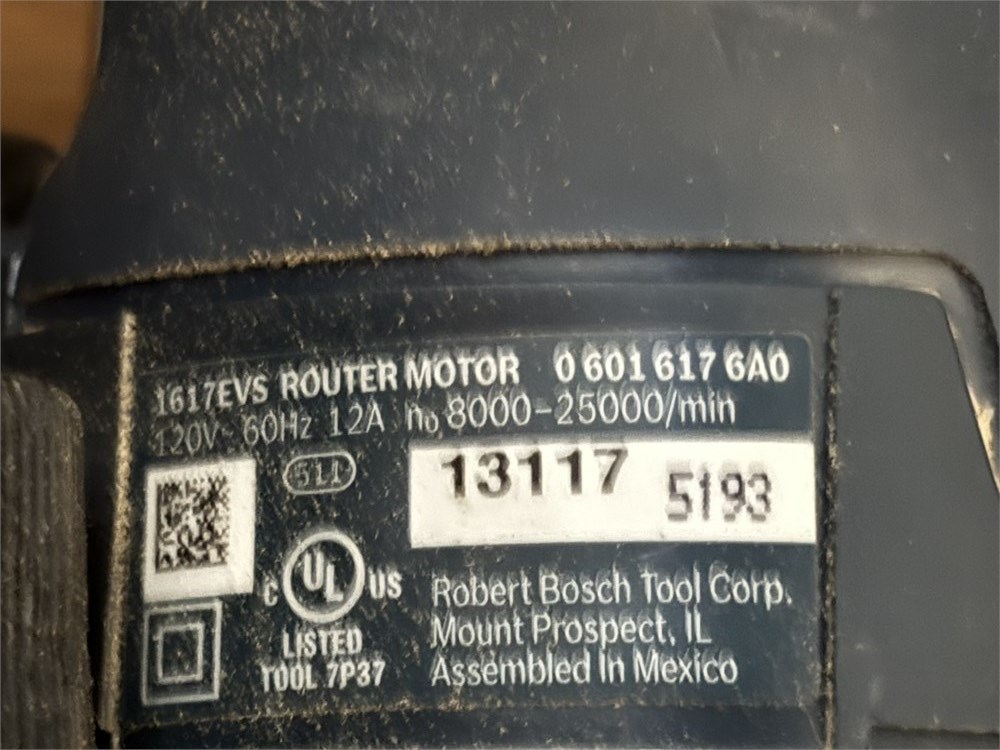 1617EVS ROUTER MOTOR 0 601 617 6A0
120V~ 60Hz 12A n₀ 8000-25000/min
511
13117 5193
C UL US
LISTED
TOOL 7P37
Robert Bosch Tool Corp.
Mount Prospect, IL
Assembled In Mexico